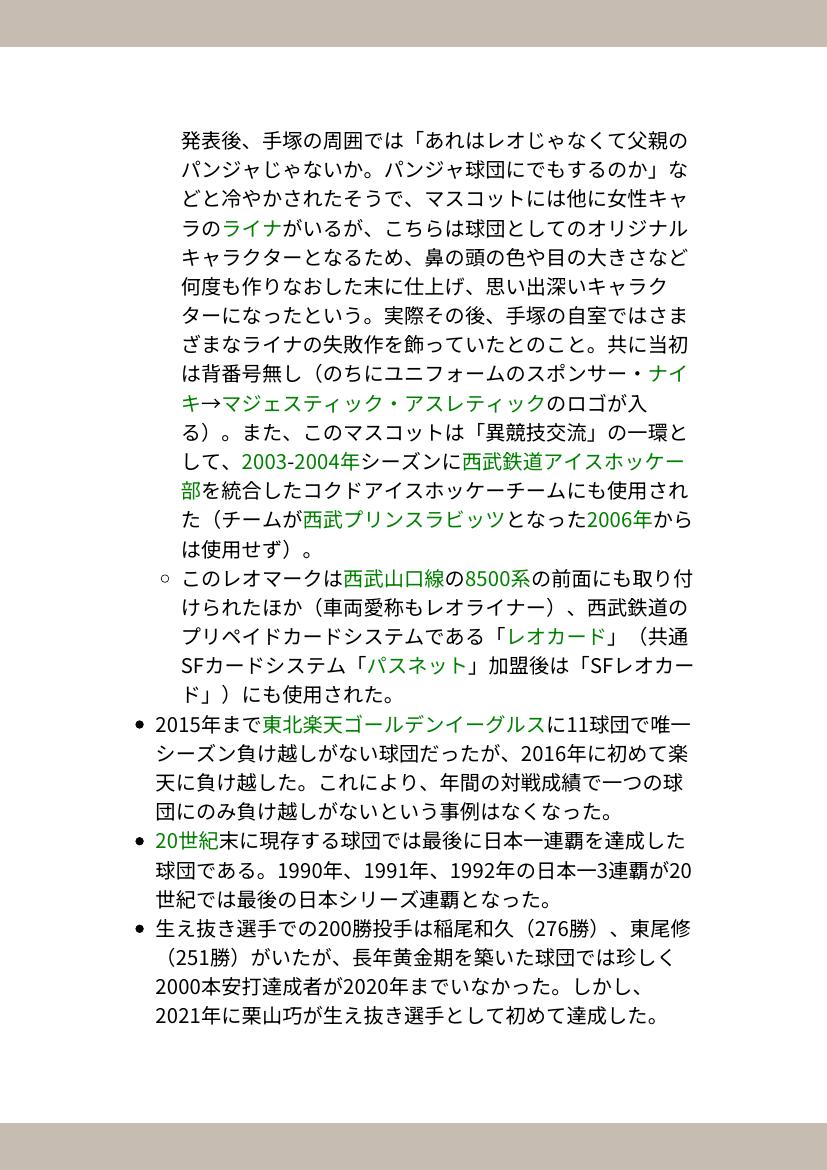 発表後、手塚の周囲では「あれはレオじゃなくて父親の
パンジャじゃないか。パンジャ球団にでもするのか」な
どと冷やかされたそうで、マスコットには他に女性キャ
ラのライナがいるが、こちらは球団としてのオリジナル
キャラクターとなるため、鼻の頭の色や目の大きさなど
何度も作りなおした末に仕上げ、思い出深いキャラク
ターになったという。実際その後、手塚の自室ではさま
ざまなライナの失敗作を飾っていたとのこと。共に当初
は背番号無し（のちにユニフォームのスポンサー・ナイ
キ→マジェスティック・アスレティックのロゴが入
る）。また、このマスコットは「異競技交流」の一環と
して、2003-2004年シーズンに西武鉄道アイスホッケー
部を統合したコクドアイスホッケーチームにも使用され
た（チームが西武プリンスラビッツとなった2006年から
は使用せず）。
◦ このレオマークは西武山口線の8500系の前面にも取り付
けられたほか（車両愛称もレオライナー）、西武鉄道の
プリペイドカードシステムである「レオカード」（共通
SFカードシステム「パスネット」加盟後は「SFレオカー
ド」）にも使用された。
• 2015年まで東北楽天ゴールデンイーグルスに11球団で唯一
シーズン負け越しがない球団だったが、2016年に初めて楽
天に負け越した。これにより、年間の対戦成績で一つの球
団にのみ負け越しがないという事例はなくなった。
• 20世紀末に現存する球団では最後に日本一連覇を達成した
球団である。1990年、1991年、1992年の日本一3連覇が20
世紀では最後の日本シリーズ連覇となった。
• 生え抜き選手での200勝投手は稲尾和久（276勝）、東尾修
（251勝）がいたが、長年黄金期を築いた球団では珍しく
2000本安打達成者が2020年までいなかった。しかし、
2021年に栗山巧が生え抜き選手として初めて達成した。